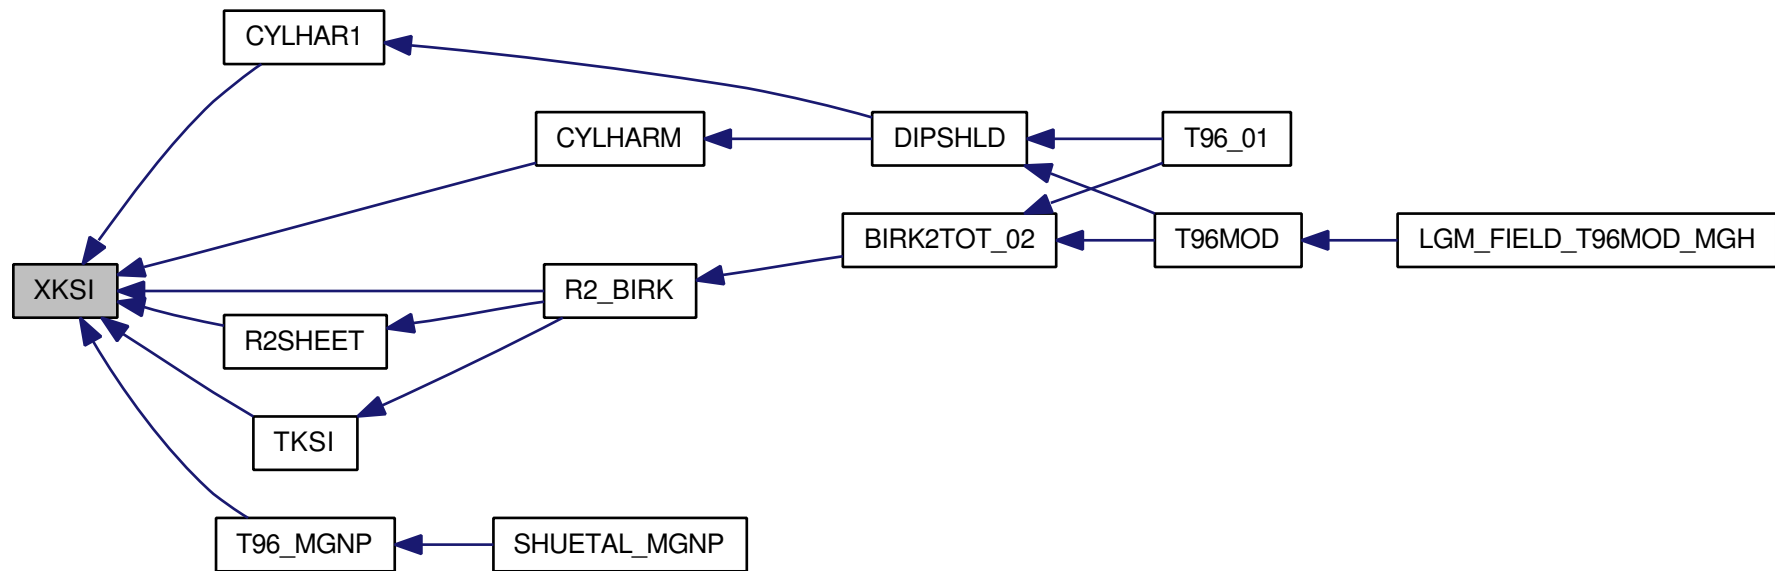 CYLHAR1
CYLHARM
DIPSHLD
T96_01
BIRK2TOT_02
T96MOD
LGM_FIELD_T96MOD_MGH
XKSI
R2_BIRK
R2SHEET
TKSI
T96_MGNP
SHUETAL_MGNP